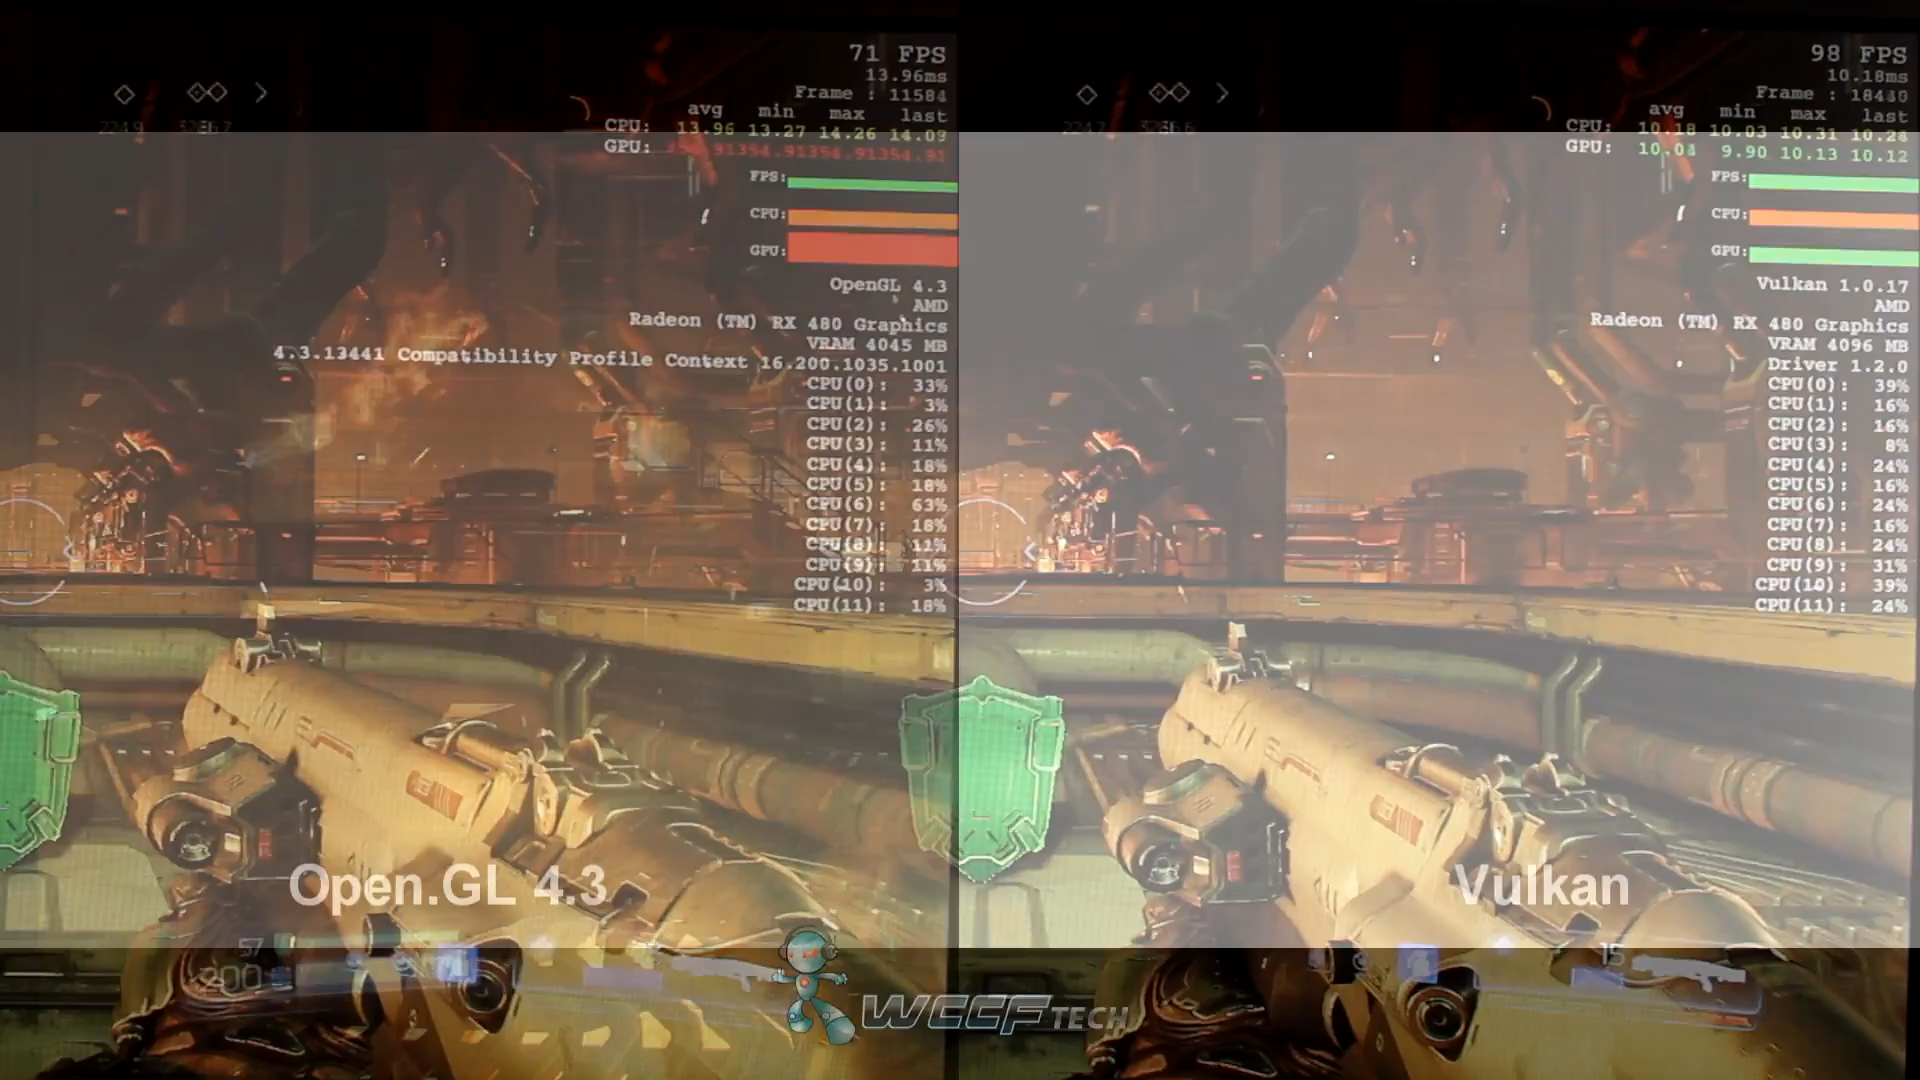 71 FPS
13.96ms
Frame : 11584
avg min max last
CPU: 13.96 13.27 14.26 14.09
GPU:
FPS:
CPU:
GPU:
OpenGL 4.3
AMD
Radeon (TM) RX 480 Graphics
VRAM 4045 MB
4.3.13441 Compatibility Profile Context 16.200.1035.1001
CPU(0): 33%
CPU(1): 3%
CPU(2): 26%
CPU(3): 11%
CPU(4): 18%
CPU(5): 18%
CPU(6): 63%
CPU(7): 18%
CPU(8): 11%
CPU(9): 11%
CPU(10): 3%
CPU(11): 18%
Open.GL 4.3
57
200
98 FPS
10.18ms
Frame : 18440
avg min max last
CPU: 10.18 10.03 10.31 10.28
GPU: 10.04 9.90 10.13 10.12
FPS:
CPU:
GPU:
Vulkan 1.0.17
AMD
Radeon (TM) RX 480 Graphics
VRAM 4096 MB
Driver 1.2.0
CPU(0): 39%
CPU(1): 16%
CPU(2): 16%
CPU(3): 8%
CPU(4): 24%
CPU(5): 16%
CPU(6): 24%
CPU(7): 16%
CPU(8): 24%
CPU(9): 31%
CPU(10): 39%
CPU(11): 24%
Vulkan
15
WCCF TECH